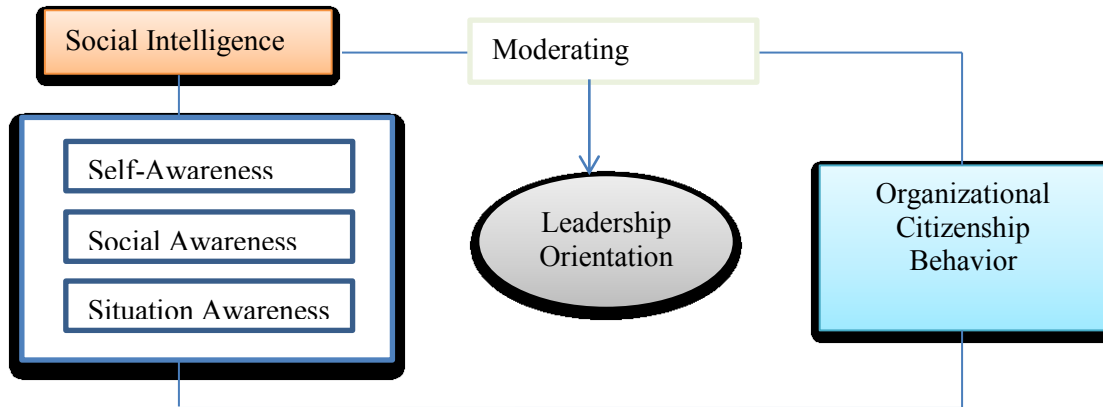 Social Intelligence
Moderating
Self-Awareness
Social Awareness
Situation Awareness
Leadership
Orientation
Organizational
Citizenship
Behavior